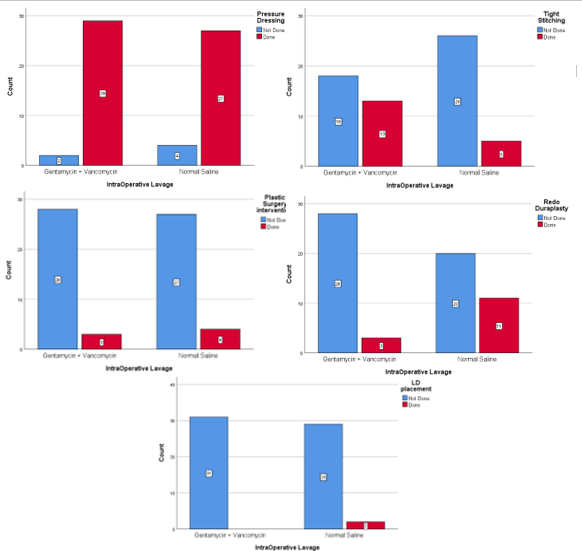 Pressure
Dressing
Not Done
Done
Count
30
20
10
0
2
29
4
27
Gentamycin + Vancomycin
Normal Saline
IntraOperative Lavage
Tight
Stitching
Not Done
Done
Count
30
20
10
0
18
13
26
5
Gentamycin + Vancomycin
Normal Saline
IntraOperative Lavage
Plastic
Surgery
interventi
Not Don
Done
Count
30
20
10
0
28
3
27
4
Gentamycin + Vancomycin
Normal Saline
IntraOperative Lavage
Redo
Duraplasty
Not Done
Done
Count
30
20
10
0
28
3
20
11
Gentamycin + Vancomycin
Normal Saline
IntraOperative Lavage
LD
placement
Not Done
Done
Count
40
30
20
10
0
31
29
2
Gentamycin + Vancomycin
Normal Saline
IntraOperative Lavage